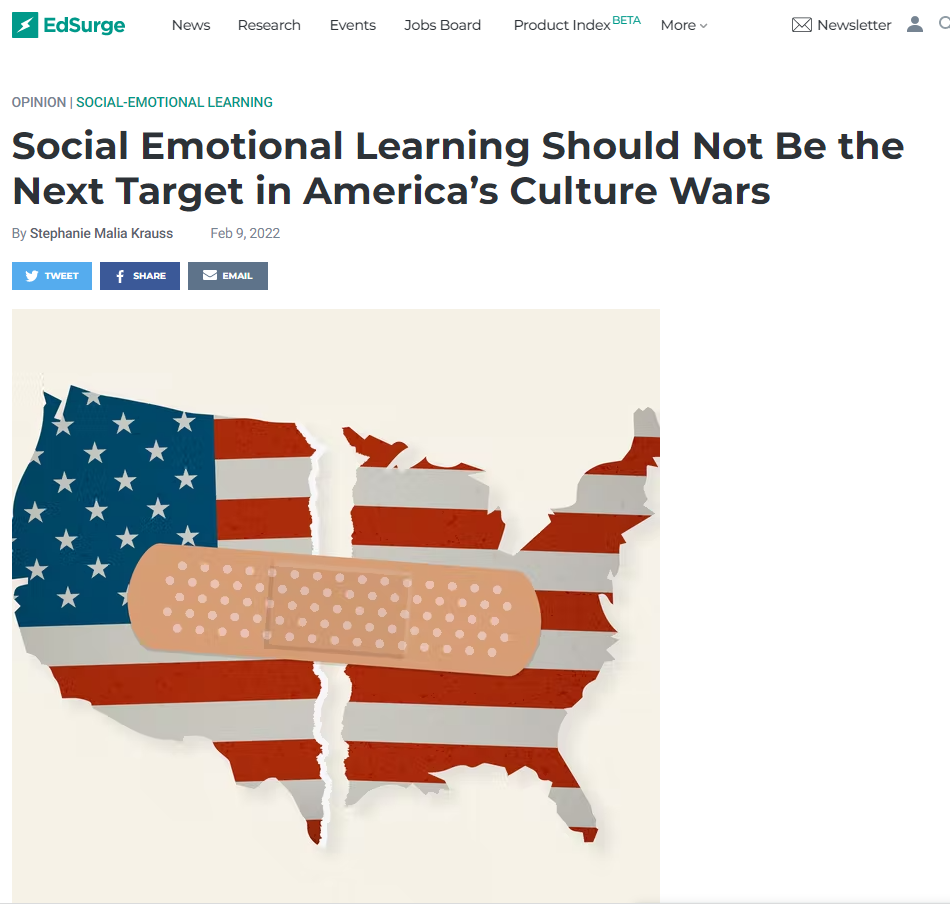 EdSurge News Research Events Jobs Board Product Index BETA More Newsletter
OPINION | SOCIAL-EMOTIONAL LEARNING
Social Emotional Learning Should Not Be the
Next Target in America’s Culture Wars
By Stephanie Malia Krauss Feb 9, 2022
TWEET SHARE EMAIL